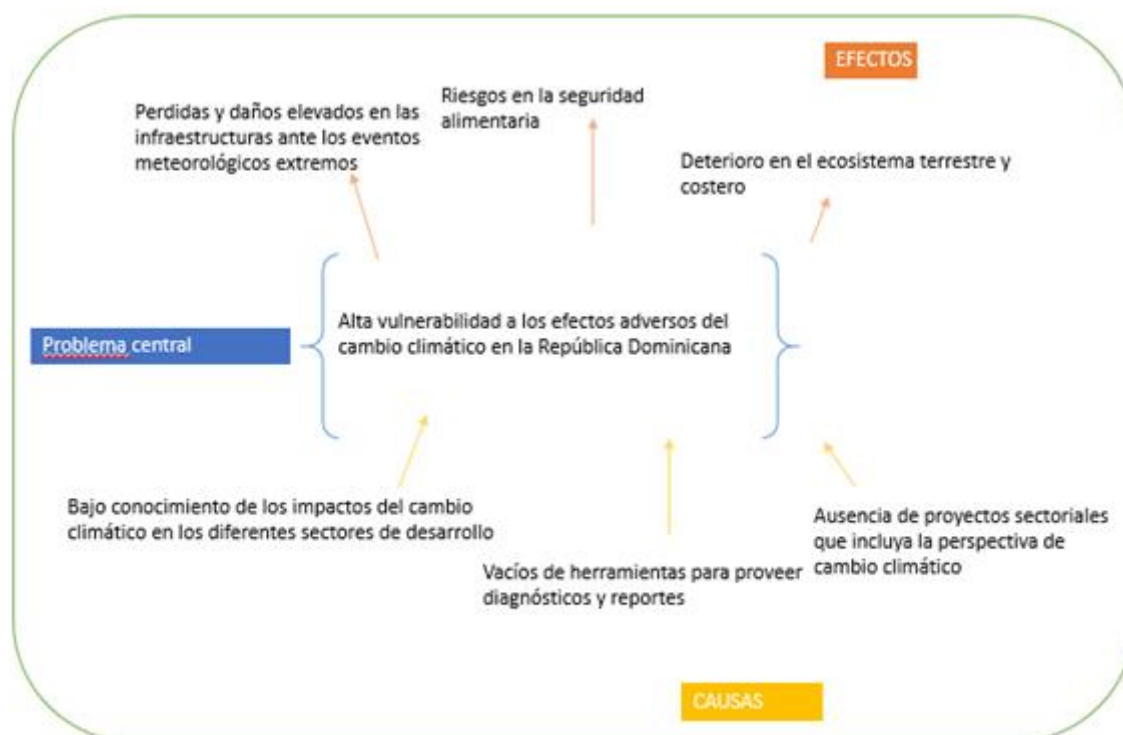 EFECTOS
Perdidas y daños elevados en las
infraestructuras ante los eventos
meteorológicos extremos
Riesgos en la seguridad
alimentaria
Deterioro en el ecosistema terrestre y
costero
Problema central
Alta vulnerabilidad a los efectos adversos del
cambio climático en la República Dominicana
Bajo conocimiento de los impactos del cambio
climático en los diferentes sectores de desarrollo
Vacíos de herramientas para proveer
diagnósticos y reportes
Ausencia de proyectos sectoriales
que incluya la perspectiva de
cambio climático
CAUSAS